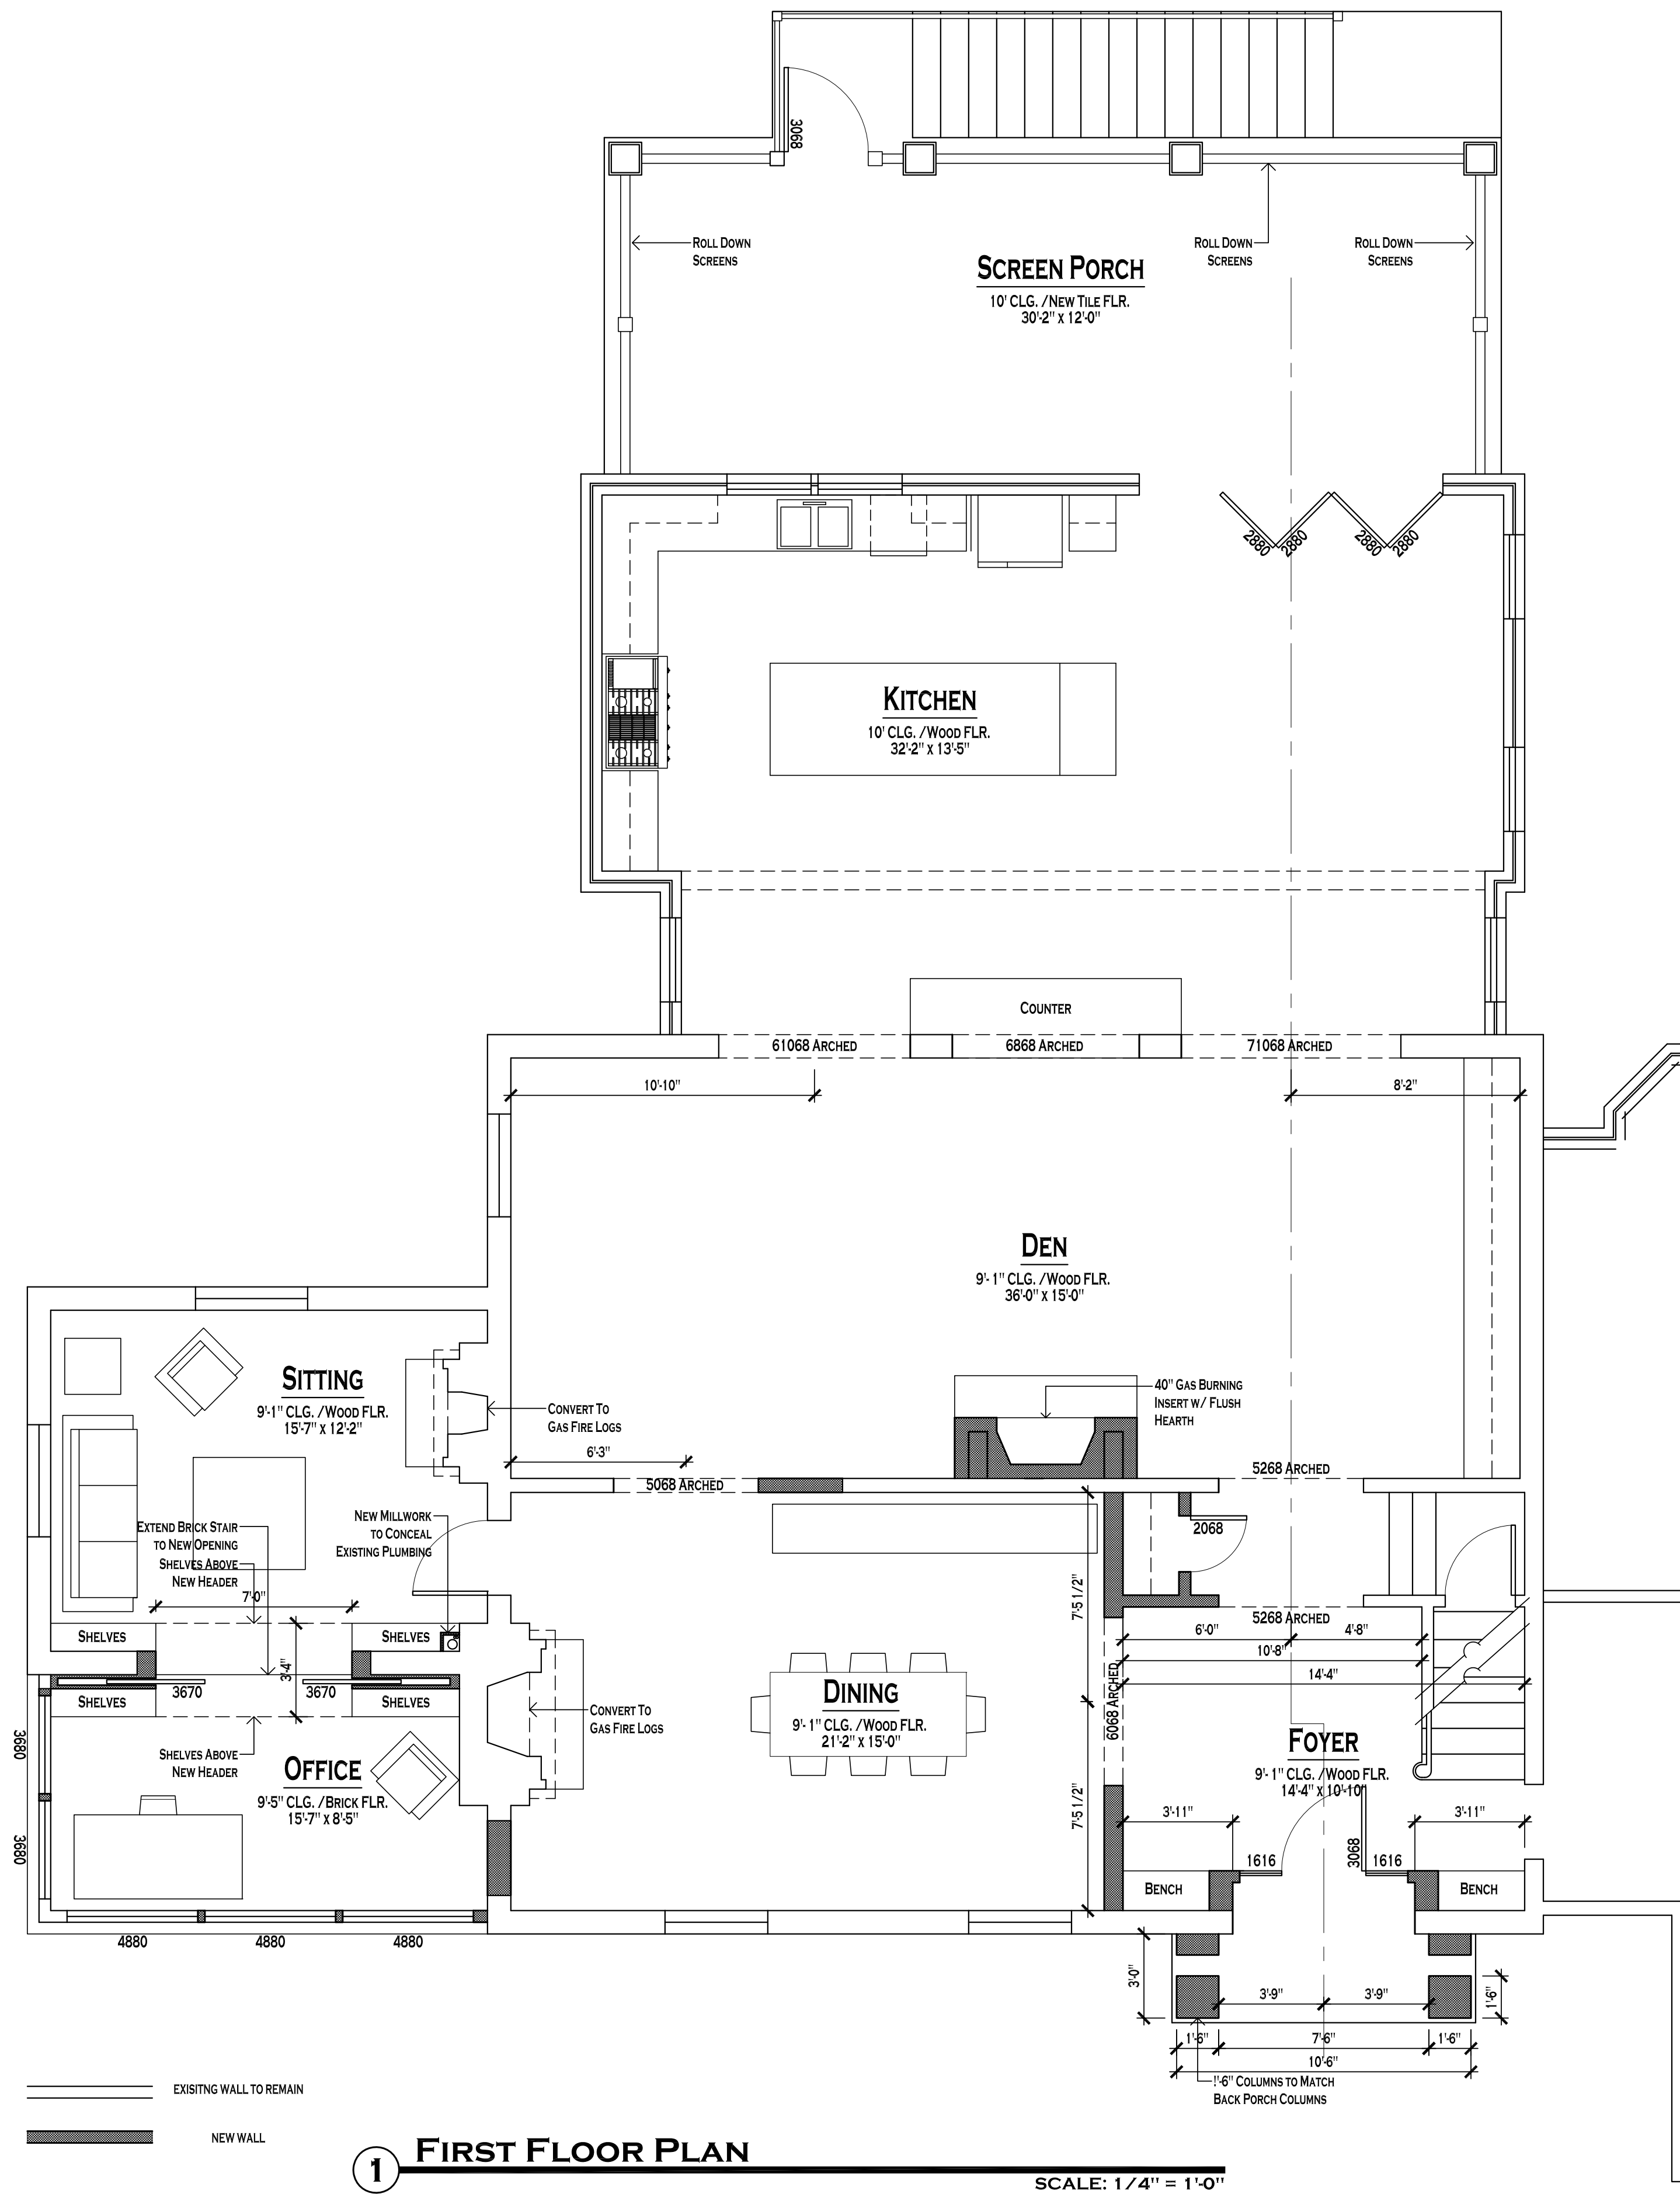 3068
ROLL DOWN
SCREENS
ROLL DOWN
SCREENS
ROLL DOWN
SCREENS
SCREEN PORCH
10' CLG. /NEW TILE FLR.
30'-2" X 12'-0"
2880
2880
2880
2880
KITCHEN
10' CLG. /WOOD FLR.
32'-2" X 13'-5"
COUNTER
61068 ARCHED
6868 ARCHED
71068 ARCHED
10'-10"
8'-2"
DEN
9'-1" CLG. /WOOD FLR.
36'-0" X 15'-0"
SITTING
9'-1" CLG. /WOOD FLR.
15'-7" X 12'-2"
CONVERT TO
GAS FIRE LOGS
40" GAS BURNING
INSERT W/ FLUSH
HEARTH
6'-3"
5068 ARCHED
5268 ARCHED
NEW MILLWORK
TO CONCEAL
EXISTING PLUMBING
EXTEND BRICK STAIR
TO NEW OPENING
SHELVES ABOVE
NEW HEADER
7'-0"
2068
7'-5 1/2"
5268 ARCHED
6'-0"
4'-8"
10'-8"
14'-4"
SHELVES
SHELVES
3'-4"
3670
3670
SHELVES
SHELVES
6068 ARCHED
CONVERT TO
GAS FIRE LOGS
DINING
9'-1" CLG. /WOOD FLR.
21'-2" X 15'-0"
FOYER
9'-1" CLG. /WOOD FLR.
14'-4" X 10'-10"
3680
SHELVES ABOVE
NEW HEADER
OFFICE
9'-5" CLG. /BRICK FLR.
15'-7" X 8'-5"
3680
7'-5 1/2"
3'-11"
3'-11"
1616
3068
1616
BENCH
BENCH
4880
4880
4880
3'-0"
3'-9"
3'-9"
1'-6"
1'-6"
7'-6"
1'-6"
10'-6"
!'-6" COLUMNS TO MATCH
BACK PORCH COLUMNS
EXISITNG WALL TO REMAIN
NEW WALL
1 FIRST FLOOR PLAN
SCALE: 1/4" = 1'-0"